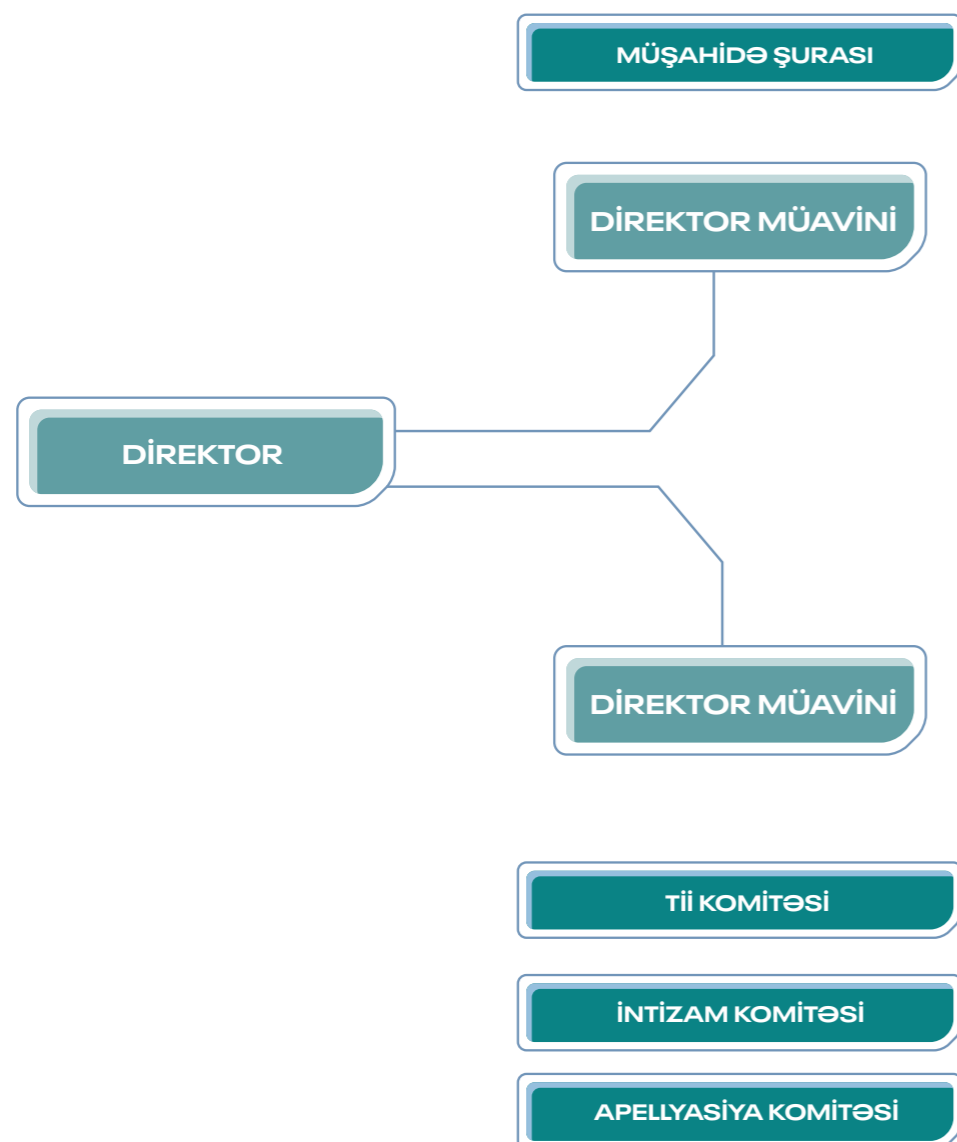 MÜŞAHİDƏ ŞURASI
DİREKTOR MÜAVİNİ
DİREKTOR
DİREKTOR MÜAVİNİ
Tİİ KOMİTƏSİ
İNTİZAM KOMİTƏSİ
APELLYASİYA KOMİTƏSİ